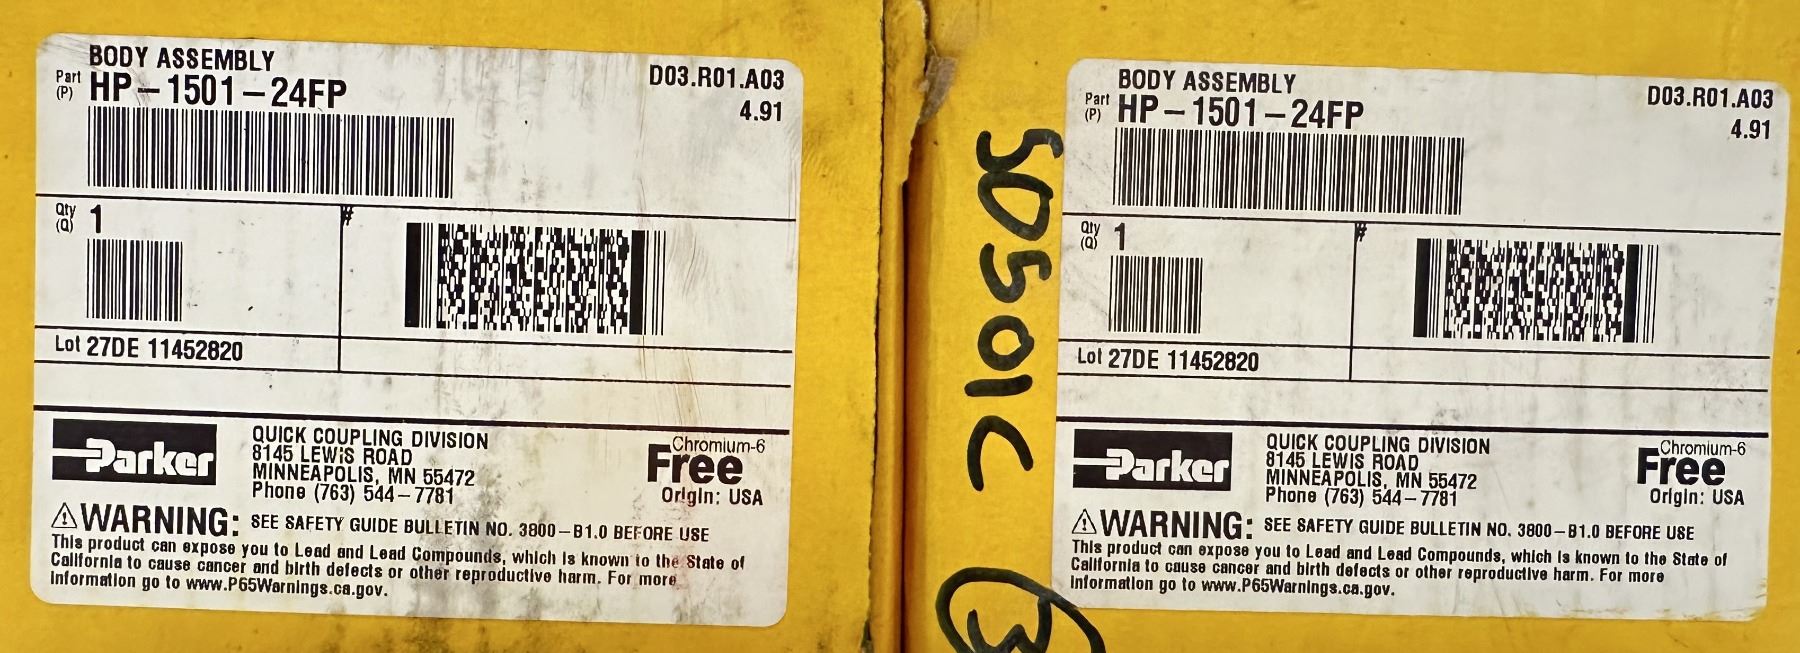 BODY ASSEMBLY
Part
(P) HP-1501-24FP
D03.R01.A03
4.91
Qty
(Q) 1
#
Lot 27DE 11452820
Parker
QUICK COUPLING DIVISION
8145 LEWIS ROAD
MINNEAPOLIS, MN 55472
Phone (763) 544-7781
Chromium-6
Free
Origin: USA
⚠WARNING: SEE SAFETY GUIDE BULLETIN NO. 3800-B1.0 BEFORE USE
This product can expose you to Lead and Lead Compounds, which is known to the State of
California to cause cancer and birth defects or other reproductive harm. For more
Information go to www.P65Warnings.ca.gov.
SO501C
3
BODY ASSEMBLY
Part
(P) HP-1501-24FP
D03.R01.A03
4.91
Qty
(Q) 1
#
Lot 27DE 11452820
Parker
QUICK COUPLING DIVISION
8145 LEWIS ROAD
MINNEAPOLIS, MN 55472
Phone (763) 544-7781
Chromium-6
Free
Origin: USA
⚠WARNING: SEE SAFETY GUIDE BULLETIN NO. 3800-B1.0 BEFORE USE
This product can expose you to Lead and Lead Compounds, which is known to the State of
California to cause cancer and birth defects or other reproductive harm. For more
Information go to www.P65Warnings.ca.gov.